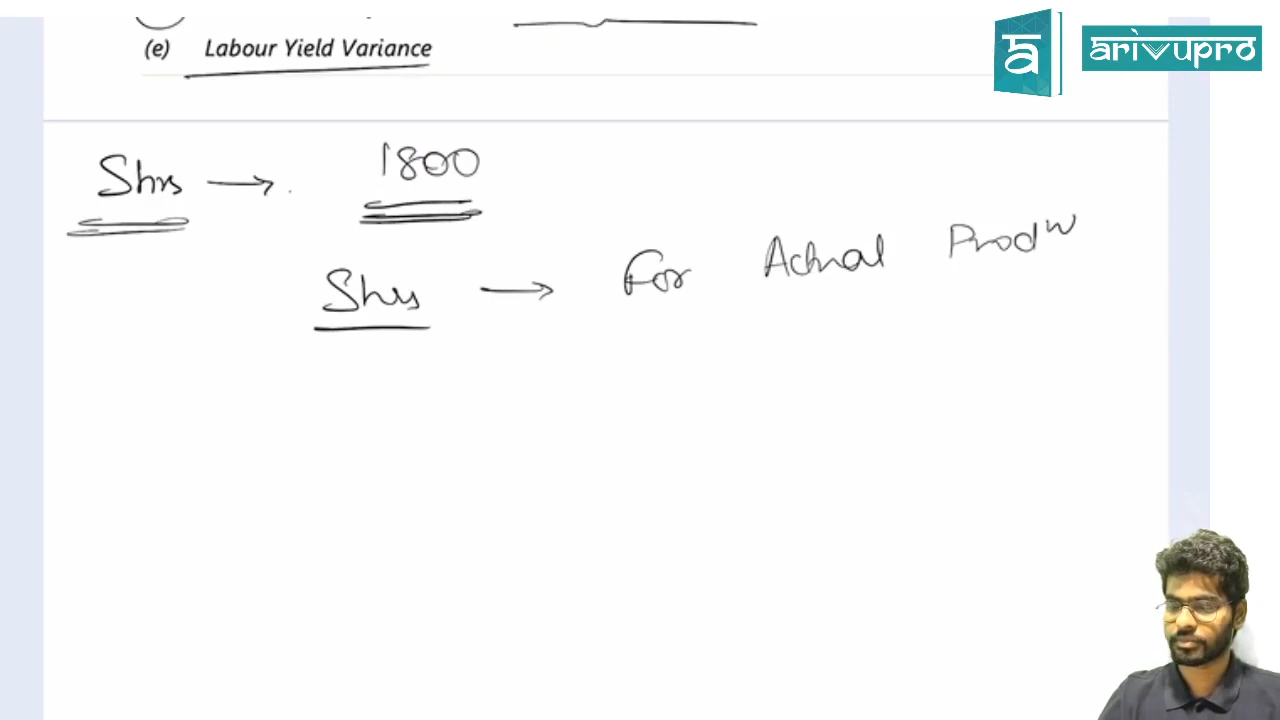 (e) Labour Yield Variance
arivupro
Shrs → 1800
Shrs → For Actual Prodn